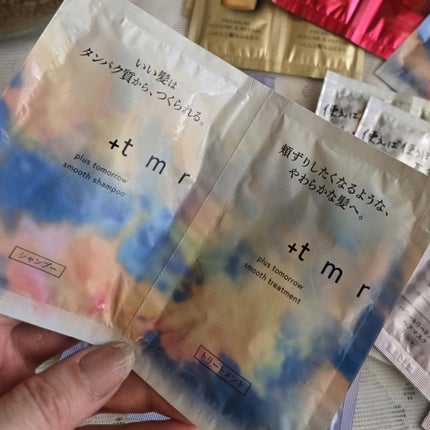 いい髪は
タンパク質から、つくられる。
+t m r
plus tomorrow
smooth shampoo
シャンプー
頬ずりしたくなるような、
やわらかな髪へ。
+t m r
plus tomorrow
smooth treatment
トリートメント
PREMIUM
PREMIUM